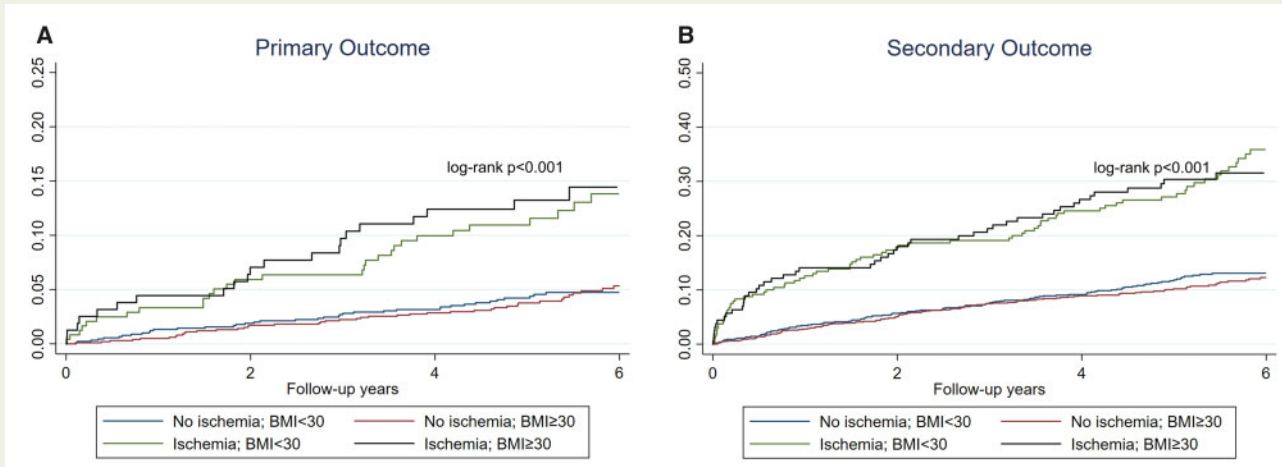 A
Primary Outcome
0.25
0.20
0.15
0.10
0.05
0.00
log-rank p<0.001
0 2 4 6
Follow-up years
No ischemia; BMI<30 No ischemia; BMI≥30
Ischemia; BMI<30 Ischemia; BMI≥30
B
Secondary Outcome
0.50
0.40
0.30
0.20
0.10
0.00
log-rank p<0.001
0 2 4 6
Follow-up years
No ischemia; BMI<30 No ischemia; BMI≥30
Ischemia; BMI<30 Ischemia; BMI≥30